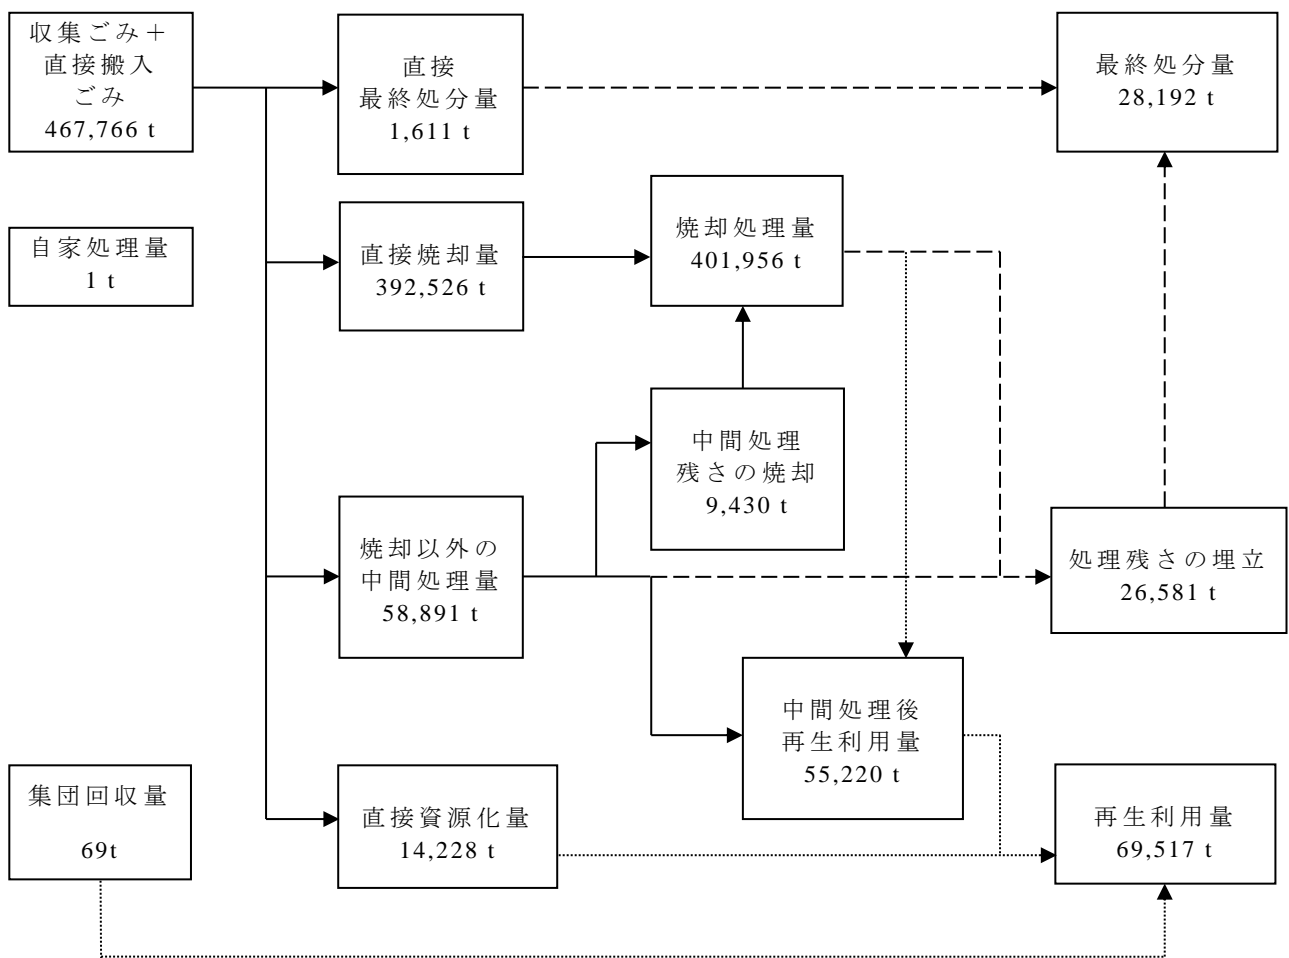 収集ごみ＋
直接搬入
ごみ
467,766 t
直接
最終処分量
1,611 t
最終処分量
28,192 t
自家処理量
1 t
直接焼却量
392,526 t
焼却処理量
401,956 t
中間処理
残さの焼却
9,430 t
焼却以外の
中間処理量
58,891 t
処理残さの埋立
26,581 t
中間処理後
再生利用量
55,220 t
集団回収量
69t
直接資源化量
14,228 t
再生利用量
69,517 t